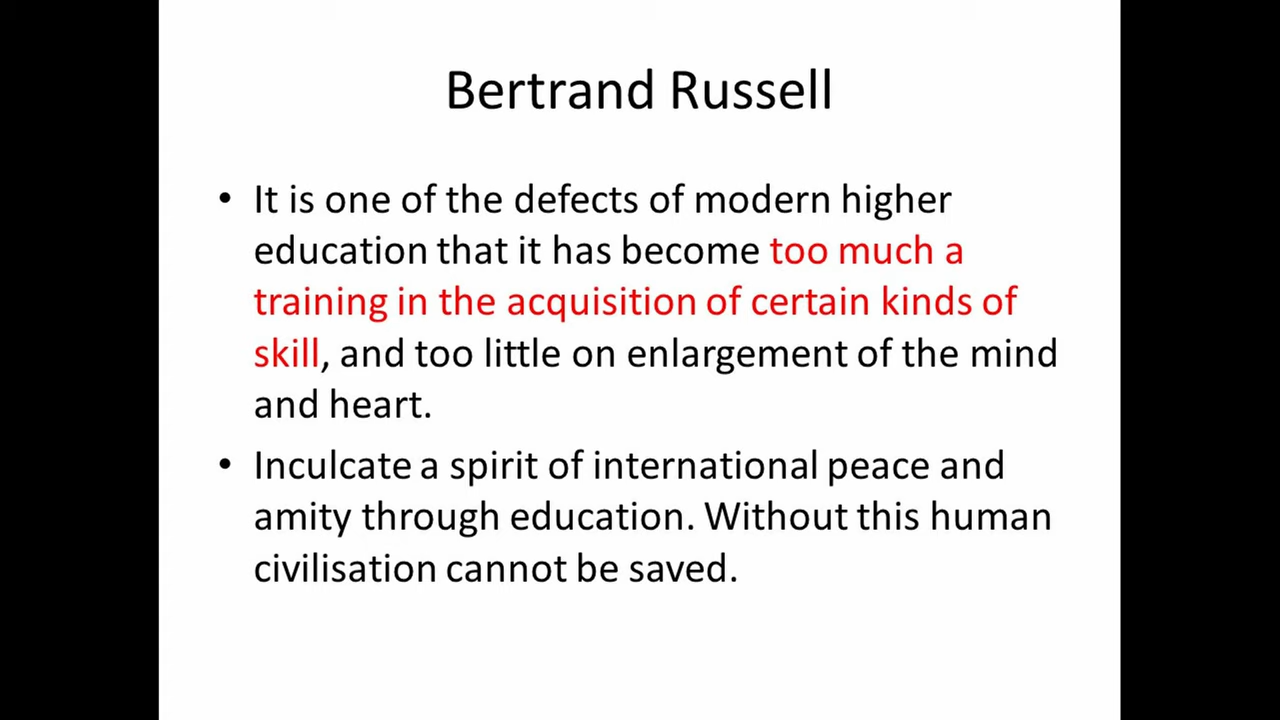 Bertrand Russell
• It is one of the defects of modern higher
education that it has become too much a
training in the acquisition of certain kinds of
skill, and too little on enlargement of the mind
and heart.
• Inculcate a spirit of international peace and
amity through education. Without this human
civilisation cannot be saved.